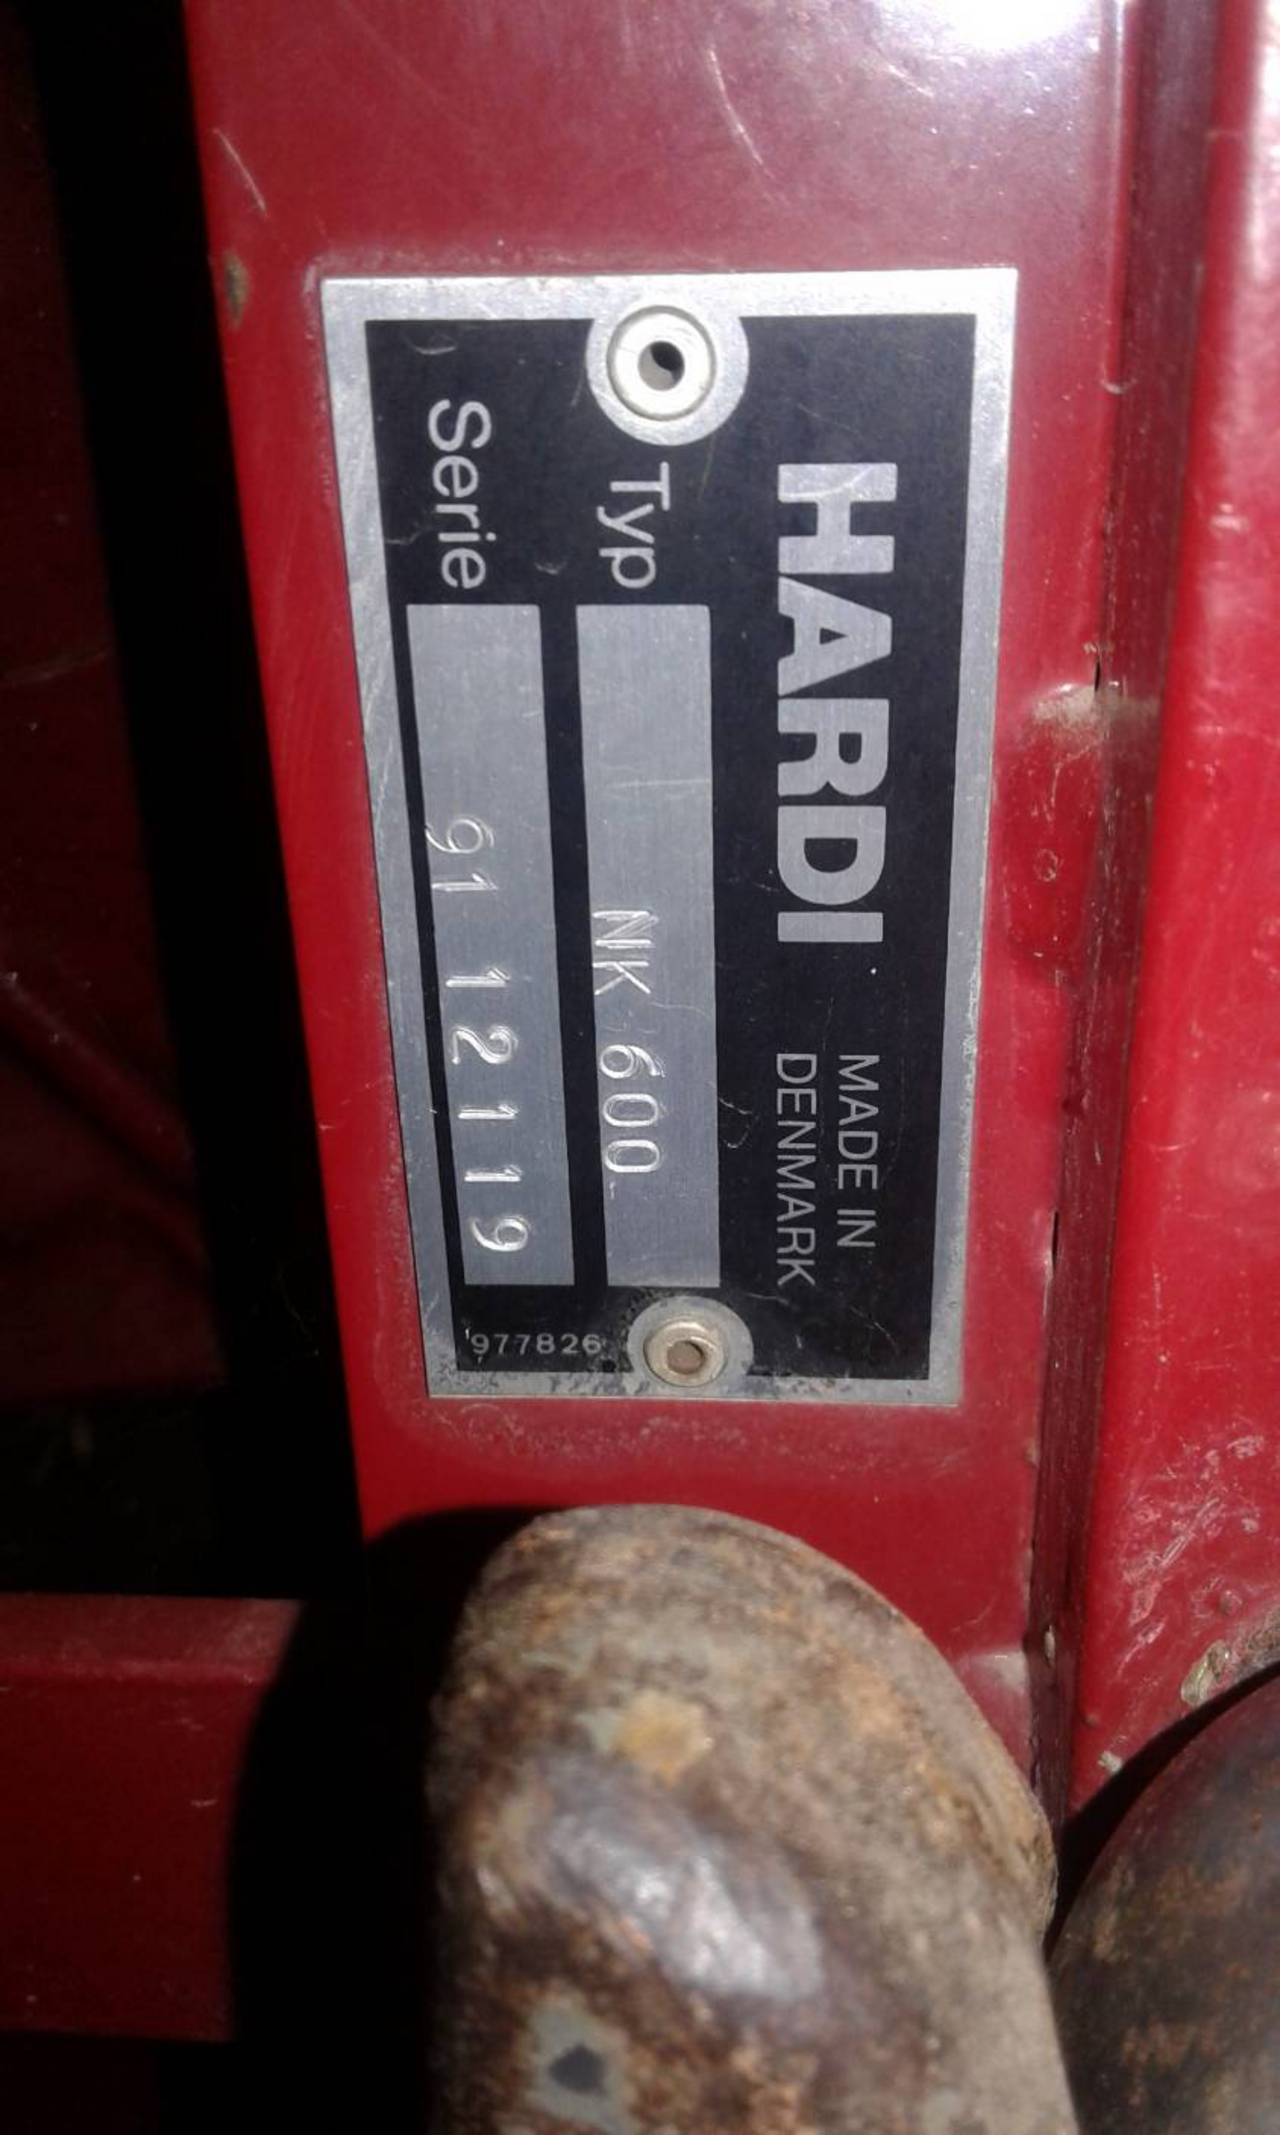 HARDI
MADE IN
DENMARK
Typ NK 600
Serie 91 12119
977826